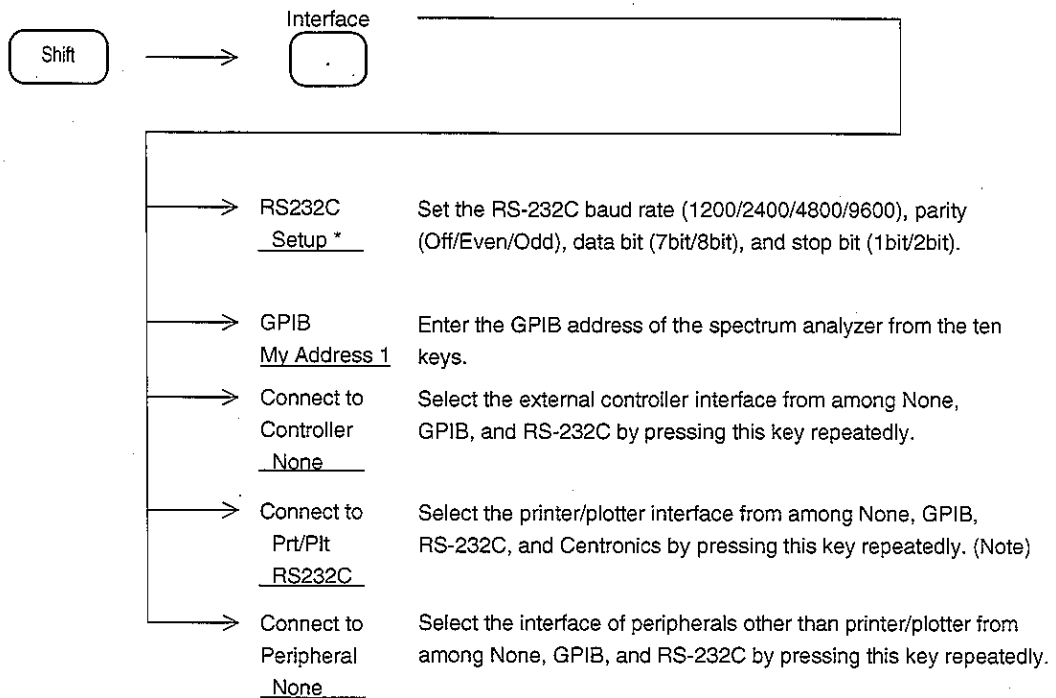 Interface
Shift
.
RS232C
Setup *
Set the RS-232C baud rate (1200/2400/4800/9600), parity
(Off/Even/Odd), data bit (7bit/8bit), and stop bit (1bit/2bit).
GPIB
My Address 1
Enter the GPIB address of the spectrum analyzer from the ten
keys.
Connect to
Controller
None
Select the external controller interface from among None,
GPIB, and RS-232C by pressing this key repeatedly.
Connect to
Prt/Plt
RS232C
Select the printer/plotter interface from among None, GPIB,
RS-232C, and Centronics by pressing this key repeatedly. (Note)
Connect to
Peripheral
None
Select the interface of peripherals other than printer/plotter from
among None, GPIB, and RS-232C by pressing this key repeatedly.